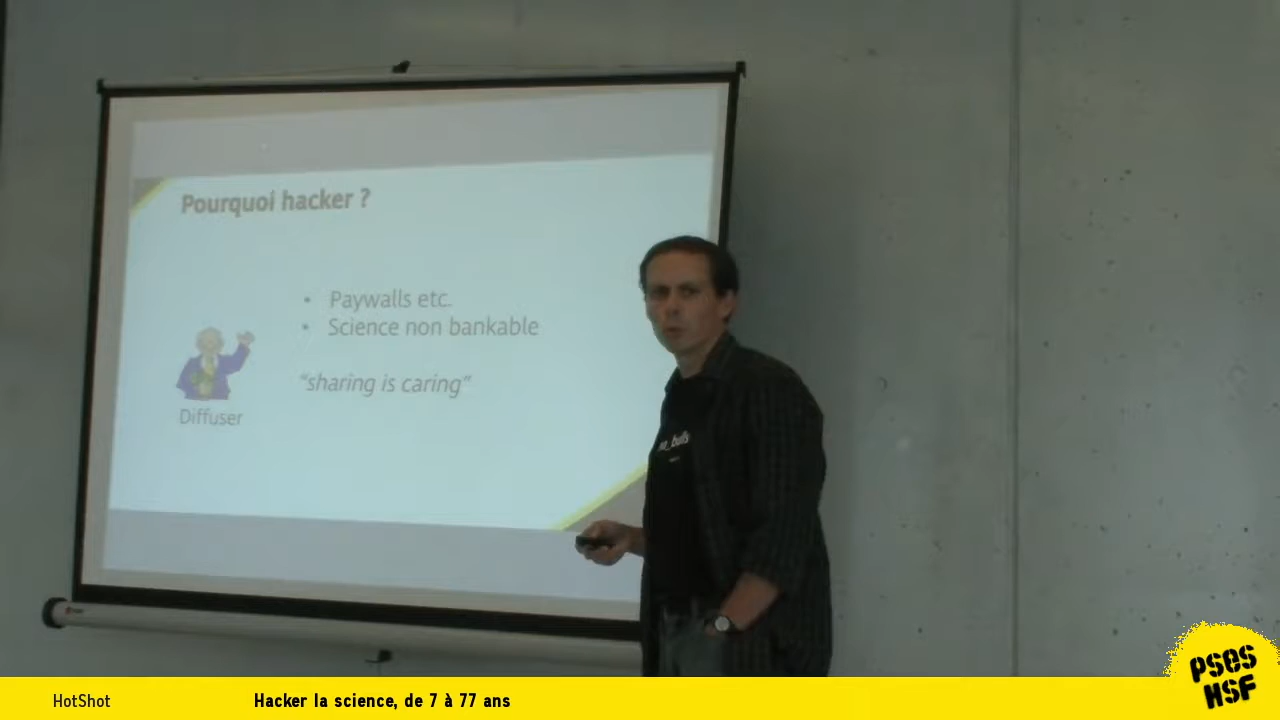 Pourquoi hacker ?
• Paywalls etc.
• Science non bankable
"sharing is caring"
Diffuser
HotShot
Hacker la science, de 7 à 77 ans
PSES
HSF